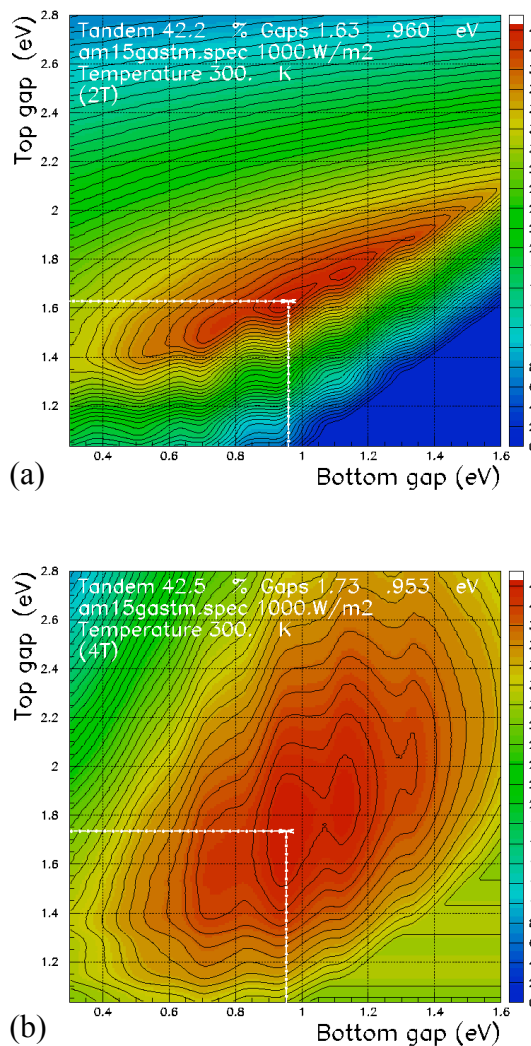 Tandem 42.2 % Gaps 1.63 .960 eV
am15gastm.spec 1000.W/m2
Temperature 300. K
(2T)
Top gap (eV)
2.8
2.6
2.4
2.2
2
1.8
1.6
1.4
1.2
0.4 0.6 0.8 1 1.2 1.4 1.6
Bottom gap (eV)
(a)
Tandem 42.5 % Gaps 1.73 .953 eV
am15gastm.spec 1000.W/m2
Temperature 300. K
(4T)
Top gap (eV)
2.8
2.6
2.4
2.2
2
1.8
1.6
1.4
1.2
0.4 0.6 0.8 1 1.2 1.4 1.6
Bottom gap (eV)
(b)